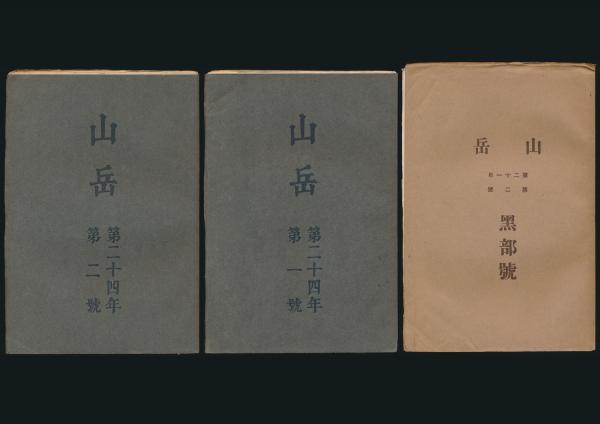 山岳
第二十四年
第二號
山岳
第二十四年
第一號
山岳
第二十一年
第二號
黑部號